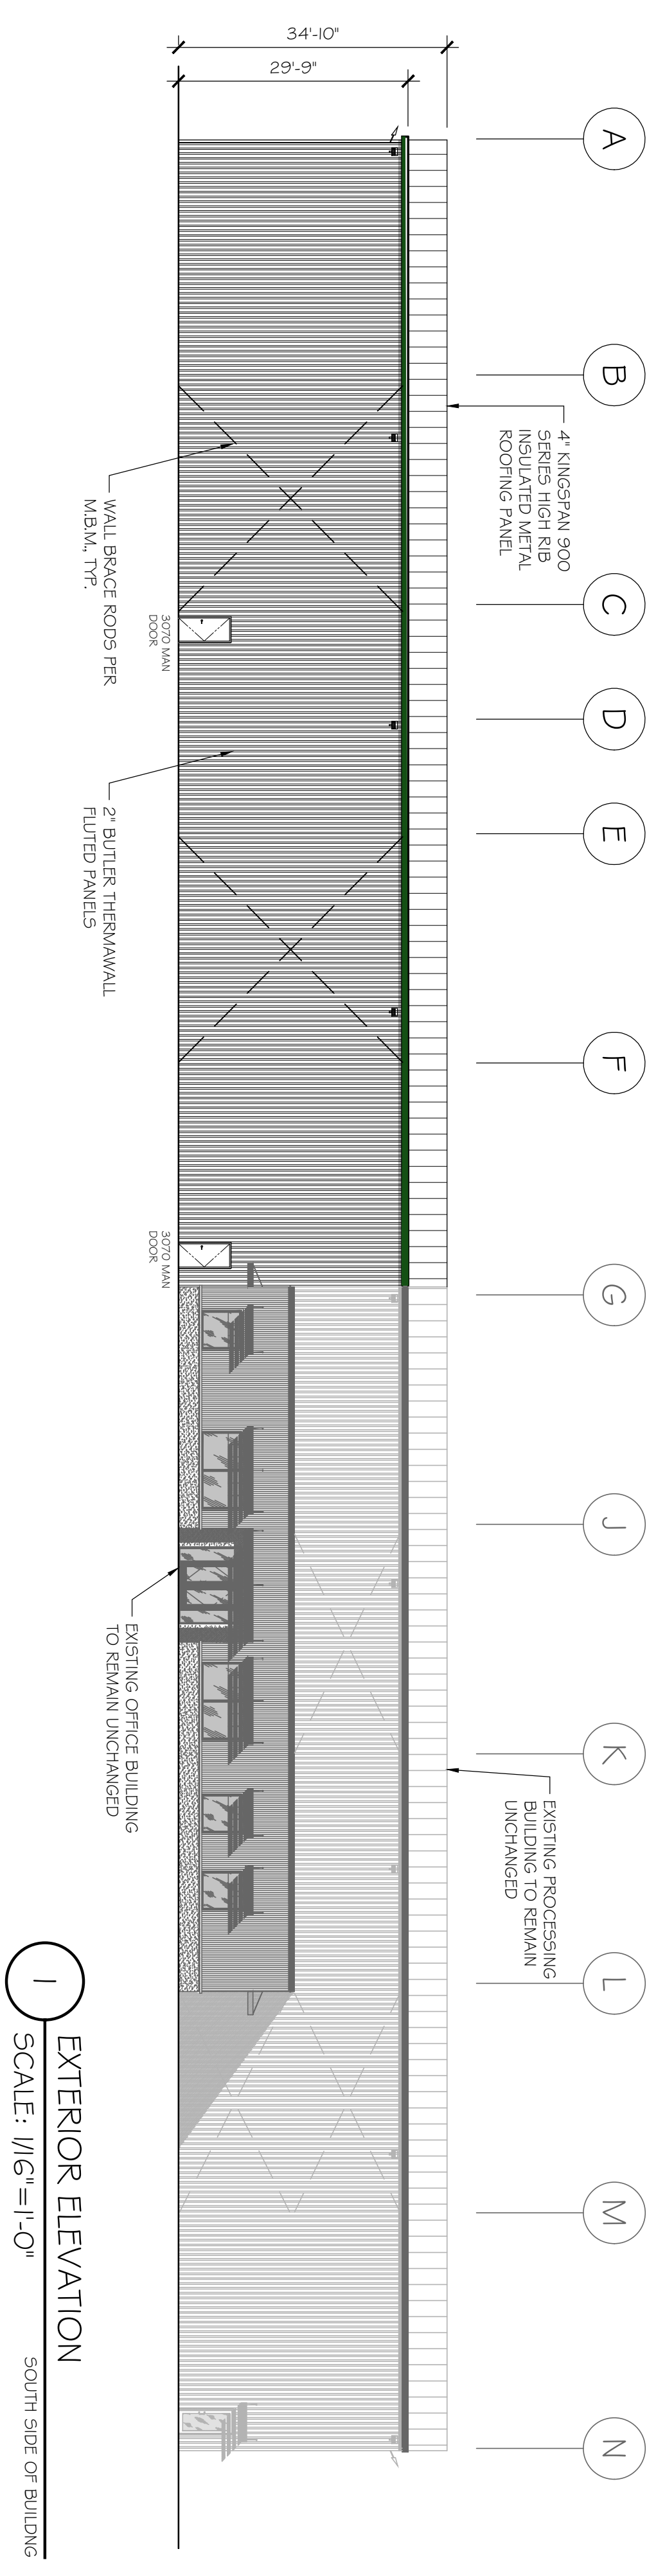 34'-10"
29'-9"
A
B
C
D
E
F
G
J
K
L
M
N
4" KINGSPAN 900
SERIES HIGH RIB
INSULATED METAL
ROOFING PANEL
EXISTING PROCESSING
BUILDING TO REMAIN
UNCHANGED
WALL BRACE RODS PER
M.B.M., TYP.
3070 MAN
DOOR
2" BUTLER THERMAWALL
FLUTED PANELS
3070 MAN
DOOR
EXISTING OFFICE BUILDING
TO REMAIN UNCHANGED
1
EXTERIOR ELEVATION
SCALE: 1/16"=1'-0"
SOUTH SIDE OF BUILDNG